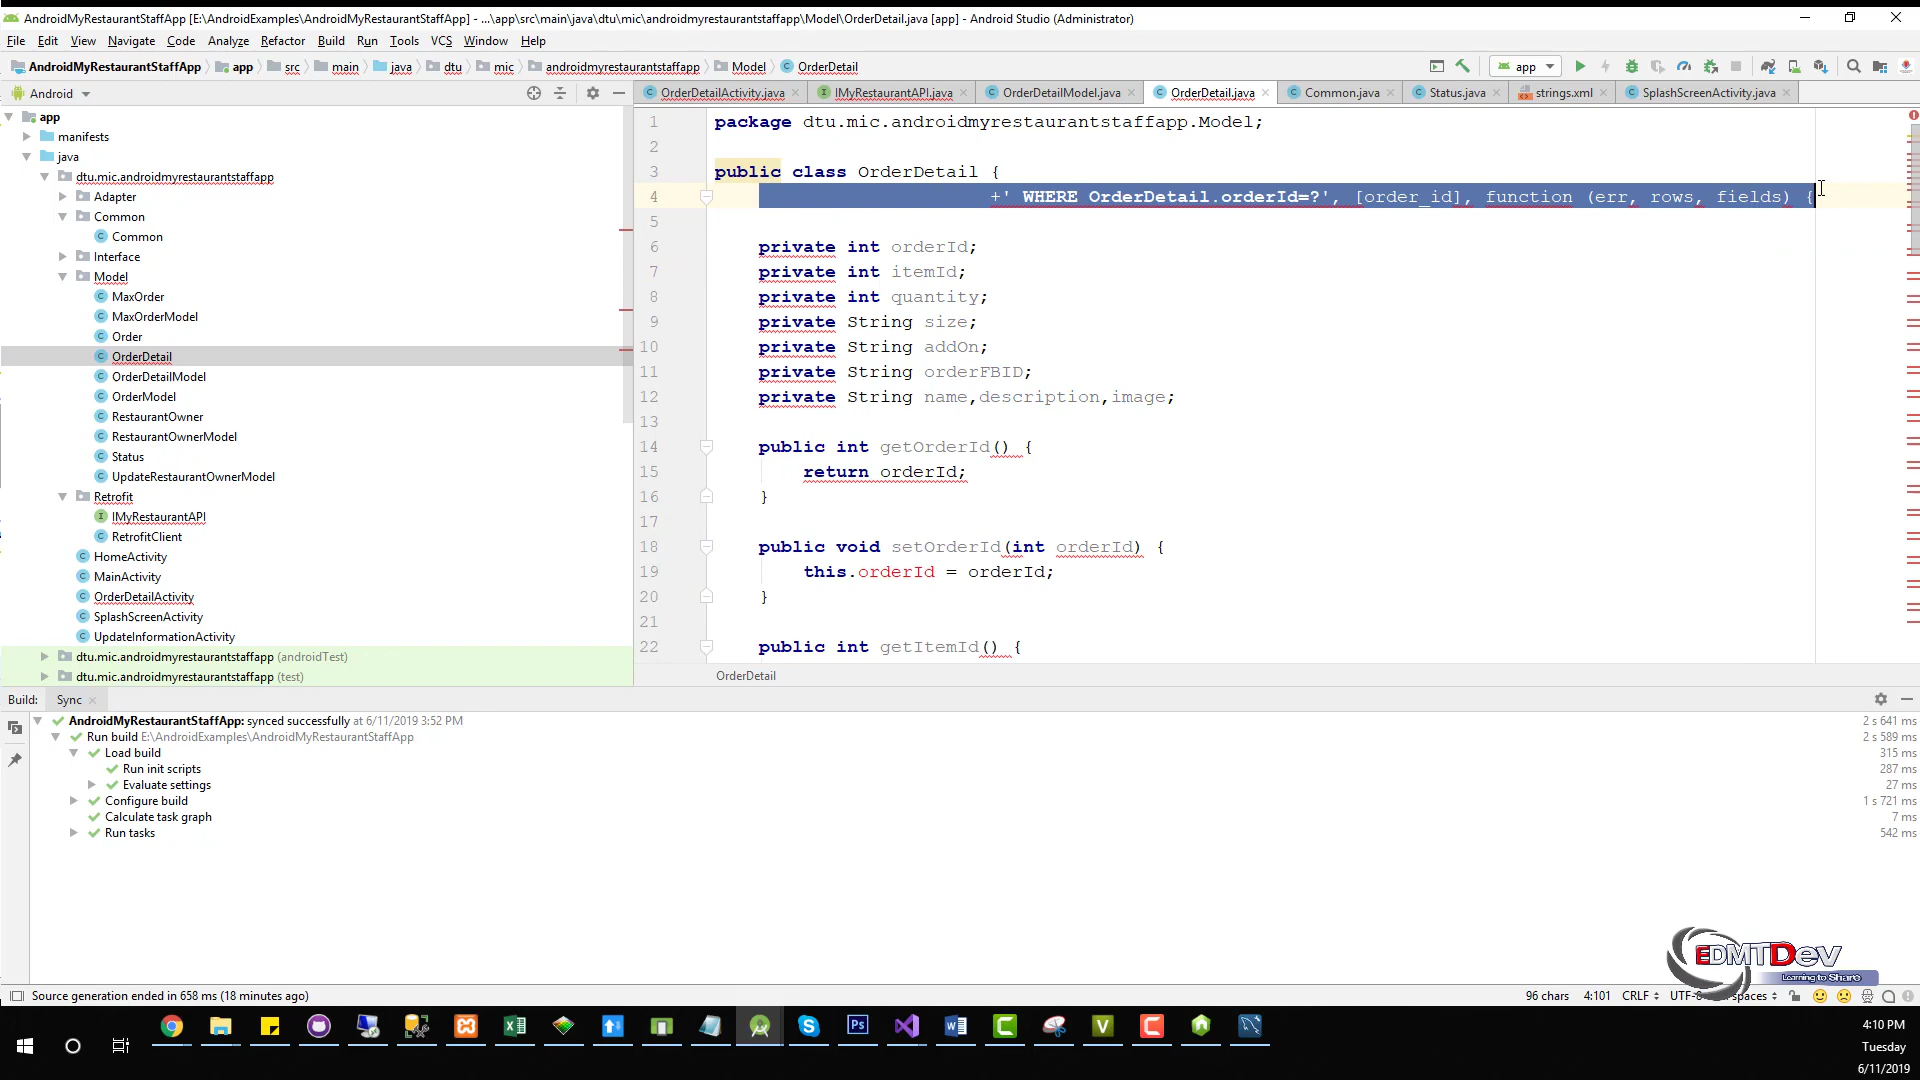 AndroidMyRestaurantStaffApp [E:\AndroidExamples\AndroidMyRestaurantStaffApp] - ...\app\src\main\java\dtu\mic\androidmyrestaurantstaffapp\Model\OrderDetail.java [app] - Android Studio (Administrator)
File Edit View Navigate Code Analyze Refactor Build Run Tools VCS Window Help
AndroidMyRestaurantStaffApp app src main java dtu mic androidmyrestaurantstaffapp Model OrderDetail app
Android
OrderDetailActivity.java IMyRestaurantAPI.java OrderDetailModel.java OrderDetail.java Common.java Status.java strings.xml SplashScreenActivity.java
app
manifests
java
dtu.mic.androidmyrestaurantstaffapp
Adapter
Common
Common
Interface
Model
MaxOrder
MaxOrderModel
Order
OrderDetail
OrderDetailModel
OrderModel
RestaurantOwner
RestaurantOwnerModel
Status
UpdateRestaurantOwnerModel
Retrofit
IMyRestaurantAPI
RetrofitClient
HomeActivity
MainActivity
OrderDetailActivity
SplashScreenActivity
UpdateInformationActivity
dtu.mic.androidmyrestaurantstaffapp (androidTest)
dtu.mic.androidmyrestaurantstaffapp (test)
1 package dtu.mic.androidmyrestaurantstaffapp.Model;
2
3 public class OrderDetail {
4 +' WHERE OrderDetail.orderId=?', [order_id], function (err, rows, fields) {
5
6 private int orderId;
7 private int itemId;
8 private int quantity;
9 private String size;
10 private String addOn;
11 private String orderFBID;
12 private String name,description,image;
13
14 public int getOrderId() {
15 return orderId;
16 }
17
18 public void setOrderId(int orderId) {
19 this.orderId = orderId;
20 }
21
22 public int getItemId() {
OrderDetail
Build: Sync
AndroidMyRestaurantStaffApp: synced successfully at 6/11/2019 3:52 PM 2 s 641 ms
Run build E:\AndroidExamples\AndroidMyRestaurantStaffApp 2 s 589 ms
Load build 315 ms
Run init scripts 287 ms
Evaluate settings 27 ms
Configure build 1 s 721 ms
Calculate task graph 7 ms
Run tasks 542 ms
EDMTDev
Learning to Share
Source generation ended in 658 ms (18 minutes ago) 96 chars 4:101 CRLF spaces
4:10 PM
Tuesday
6/11/2019